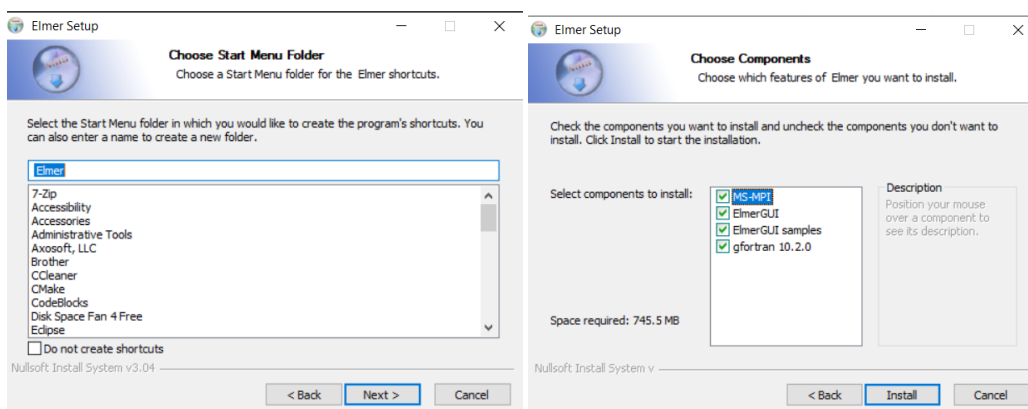 Elmer Setup
Choose Start Menu Folder
Choose a Start Menu folder for the Elmer shortcuts.
Select the Start Menu folder in which you would like to create the program's shortcuts. You
can also enter a name to create a new folder.
Elmer
7-Zip
Accessibility
Accessories
Administrative Tools
Axosoft, LLC
Brother
CCleaner
CMake
CodeBlocks
Disk Space Fan 4 Free
Eclipse
Do not create shortcuts
Nullsoft Install System v3.04
< Back
Next >
Cancel
Elmer Setup
Choose Components
Choose which features of Elmer you want to install.
Check the components you want to install and uncheck the components you don't want to
install. Click Install to start the installation.
Select components to install:
MS-MPI
ElmerGUI
ElmerGUI samples
gfortran 10.2.0
Description
Position your mouse
over a component to
see its description.
Space required: 745.5 MB
Nullsoft Install System v
< Back
Install
Cancel